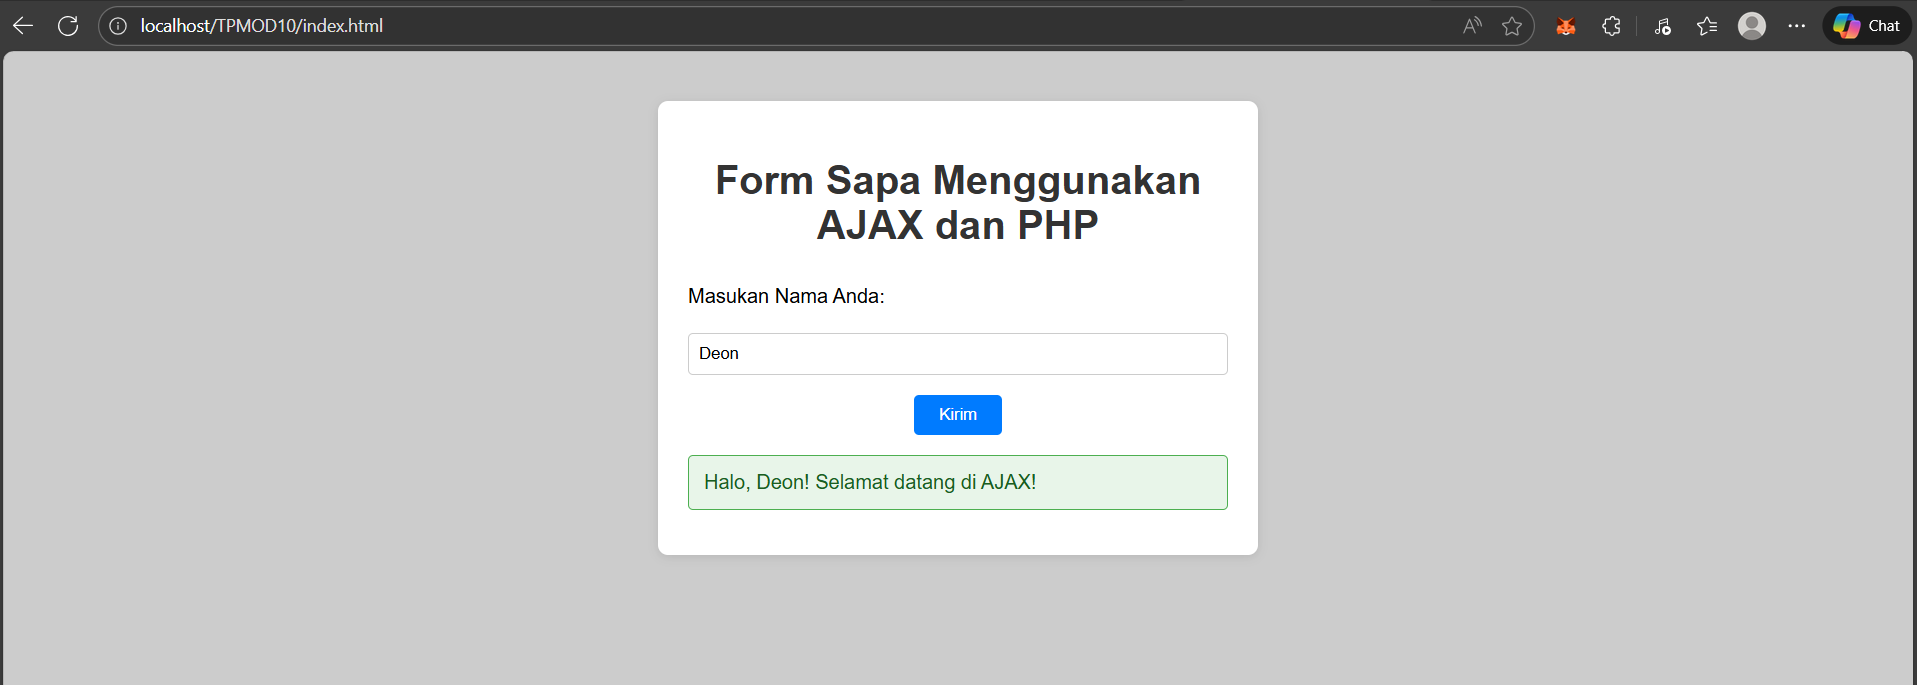 localhost/TPMOD10/index.html
Chat
Form Sapa Menggunakan
AJAX dan PHP
Masukan Nama Anda:
Deon
Kirim
Halo, Deon! Selamat datang di AJAX!